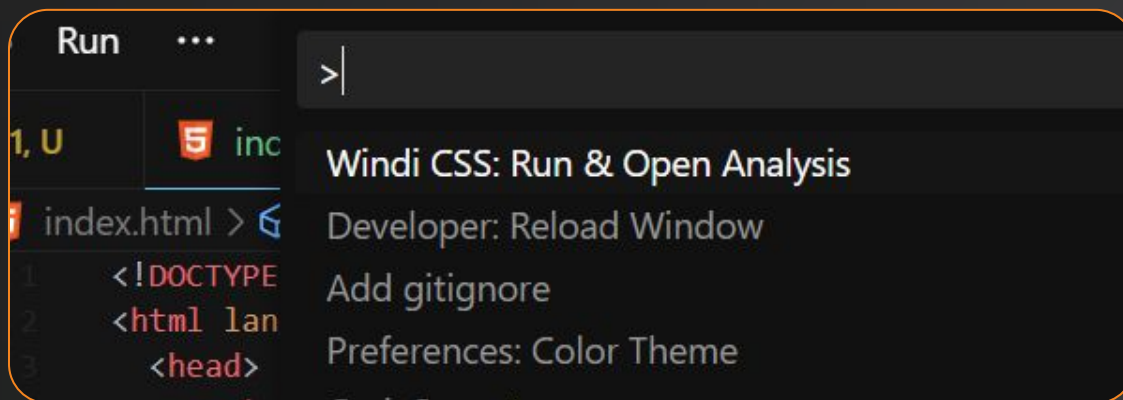 Run ...
>
1, U
inc
Windi CSS: Run & Open Analysis
index.html >
Developer: Reload Window
1 <!DOCTYPE
Add gitignore
2 <html lan
Preferences: Color Theme
3 <head>